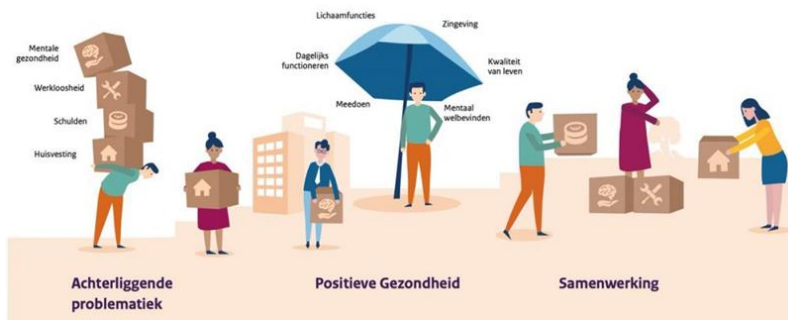 Mentale
gezondheid
Werkloosheid
Schulden
Huisvesting
Lichaamfuncties
Zingeving
Dagelijks
functioneren
Kwaliteit
van leven
Meedoen
Mentaal
welbevinden
Achterliggende
problematiek
Positieve Gezondheid
Samenwerking